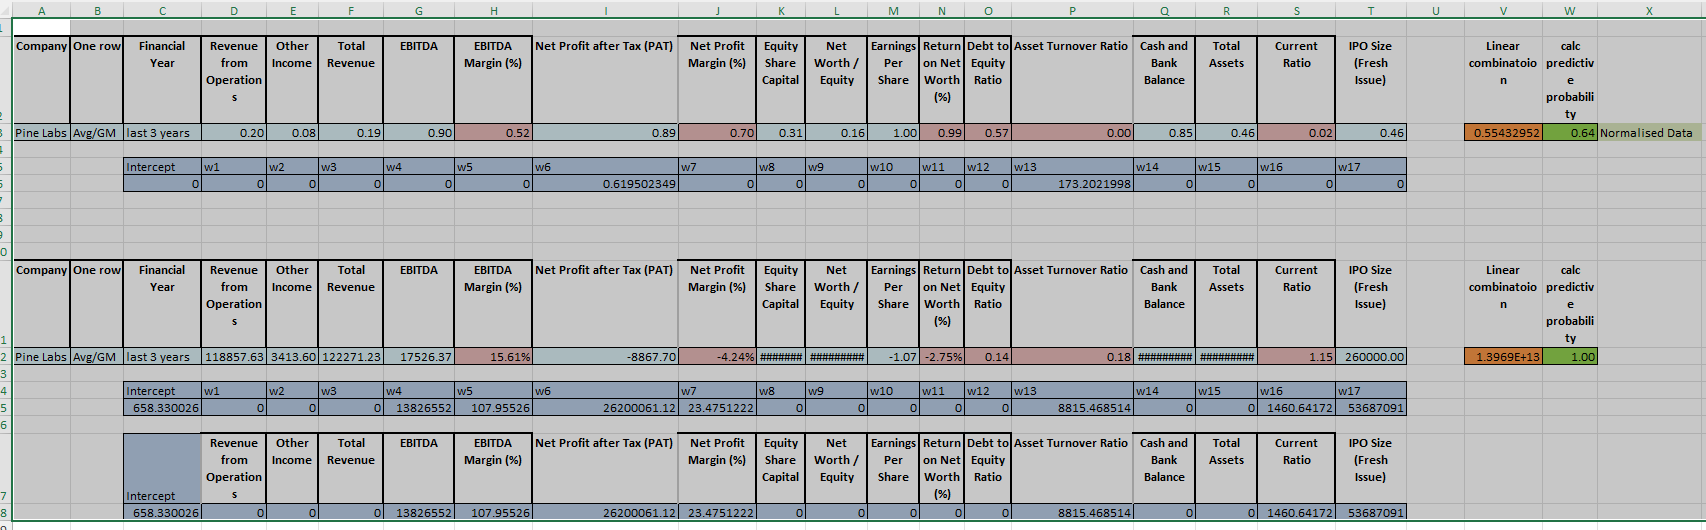 A B C D E F G H I J K L M N O P Q R S T U V W X
Company One row Financial Year Revenue from Operations Other Income Total Revenue EBITDA EBITDA Margin (%) Net Profit after Tax (PAT) Net Profit Margin (%) Equity Share Capital Net Worth / Equity Earnings Per Share Return on Net Worth (%) Debt to Equity Ratio Asset Turnover Ratio Cash and Bank Balance Total Assets Current Ratio IPO Size (Fresh Issue) Linear combinatoion calc predictive probability
Pine Labs Avg/GM last 3 years 0.20 0.08 0.19 0.90 0.52 0.89 0.70 0.31 0.16 1.00 0.99 0.57 0.00 0.85 0.46 0.02 0.46 0.55432952 0.64 Normalised Data
Intercept w1 w2 w3 w4 w5 w6 w7 w8 w9 w10 w11 w12 w13 w14 w15 w16 w17
0 0 0 0 0 0 0.619502349 0 0 0 0 0 0 173.2021998 0 0 0 0
Company One row Financial Year Revenue from Operations Other Income Total Revenue EBITDA EBITDA Margin (%) Net Profit after Tax (PAT) Net Profit Margin (%) Equity Share Capital Net Worth / Equity Earnings Per Share Return on Net Worth (%) Debt to Equity Ratio Asset Turnover Ratio Cash and Bank Balance Total Assets Current Ratio IPO Size (Fresh Issue) Linear combinatoion calc predictive probability
Pine Labs Avg/GM last 3 years 118857.63 3413.60 122271.23 17526.37 15.61% -8867.70 -4.24% ####### ######### -1.07 -2.75% 0.14 0.18 ######### ######### 1.15 260000.00 1.3969E+13 1.00
Intercept w1 w2 w3 w4 w5 w6 w7 w8 w9 w10 w11 w12 w13 w14 w15 w16 w17
658.330026 0 0 0 13826552 107.95526 26200061.12 23.4751222 0 0 0 0 0 8815.468514 0 0 1460.64172 53687091
Intercept Revenue from Operations Other Income Total Revenue EBITDA EBITDA Margin (%) Net Profit after Tax (PAT) Net Profit Margin (%) Equity Share Capital Net Worth / Equity Earnings Per Share Return on Net Worth (%) Debt to Equity Ratio Asset Turnover Ratio Cash and Bank Balance Total Assets Current Ratio IPO Size (Fresh Issue)
658.330026 0 0 0 13826552 107.95526 26200061.12 23.4751222 0 0 0 0 0 8815.468514 0 0 1460.64172 53687091